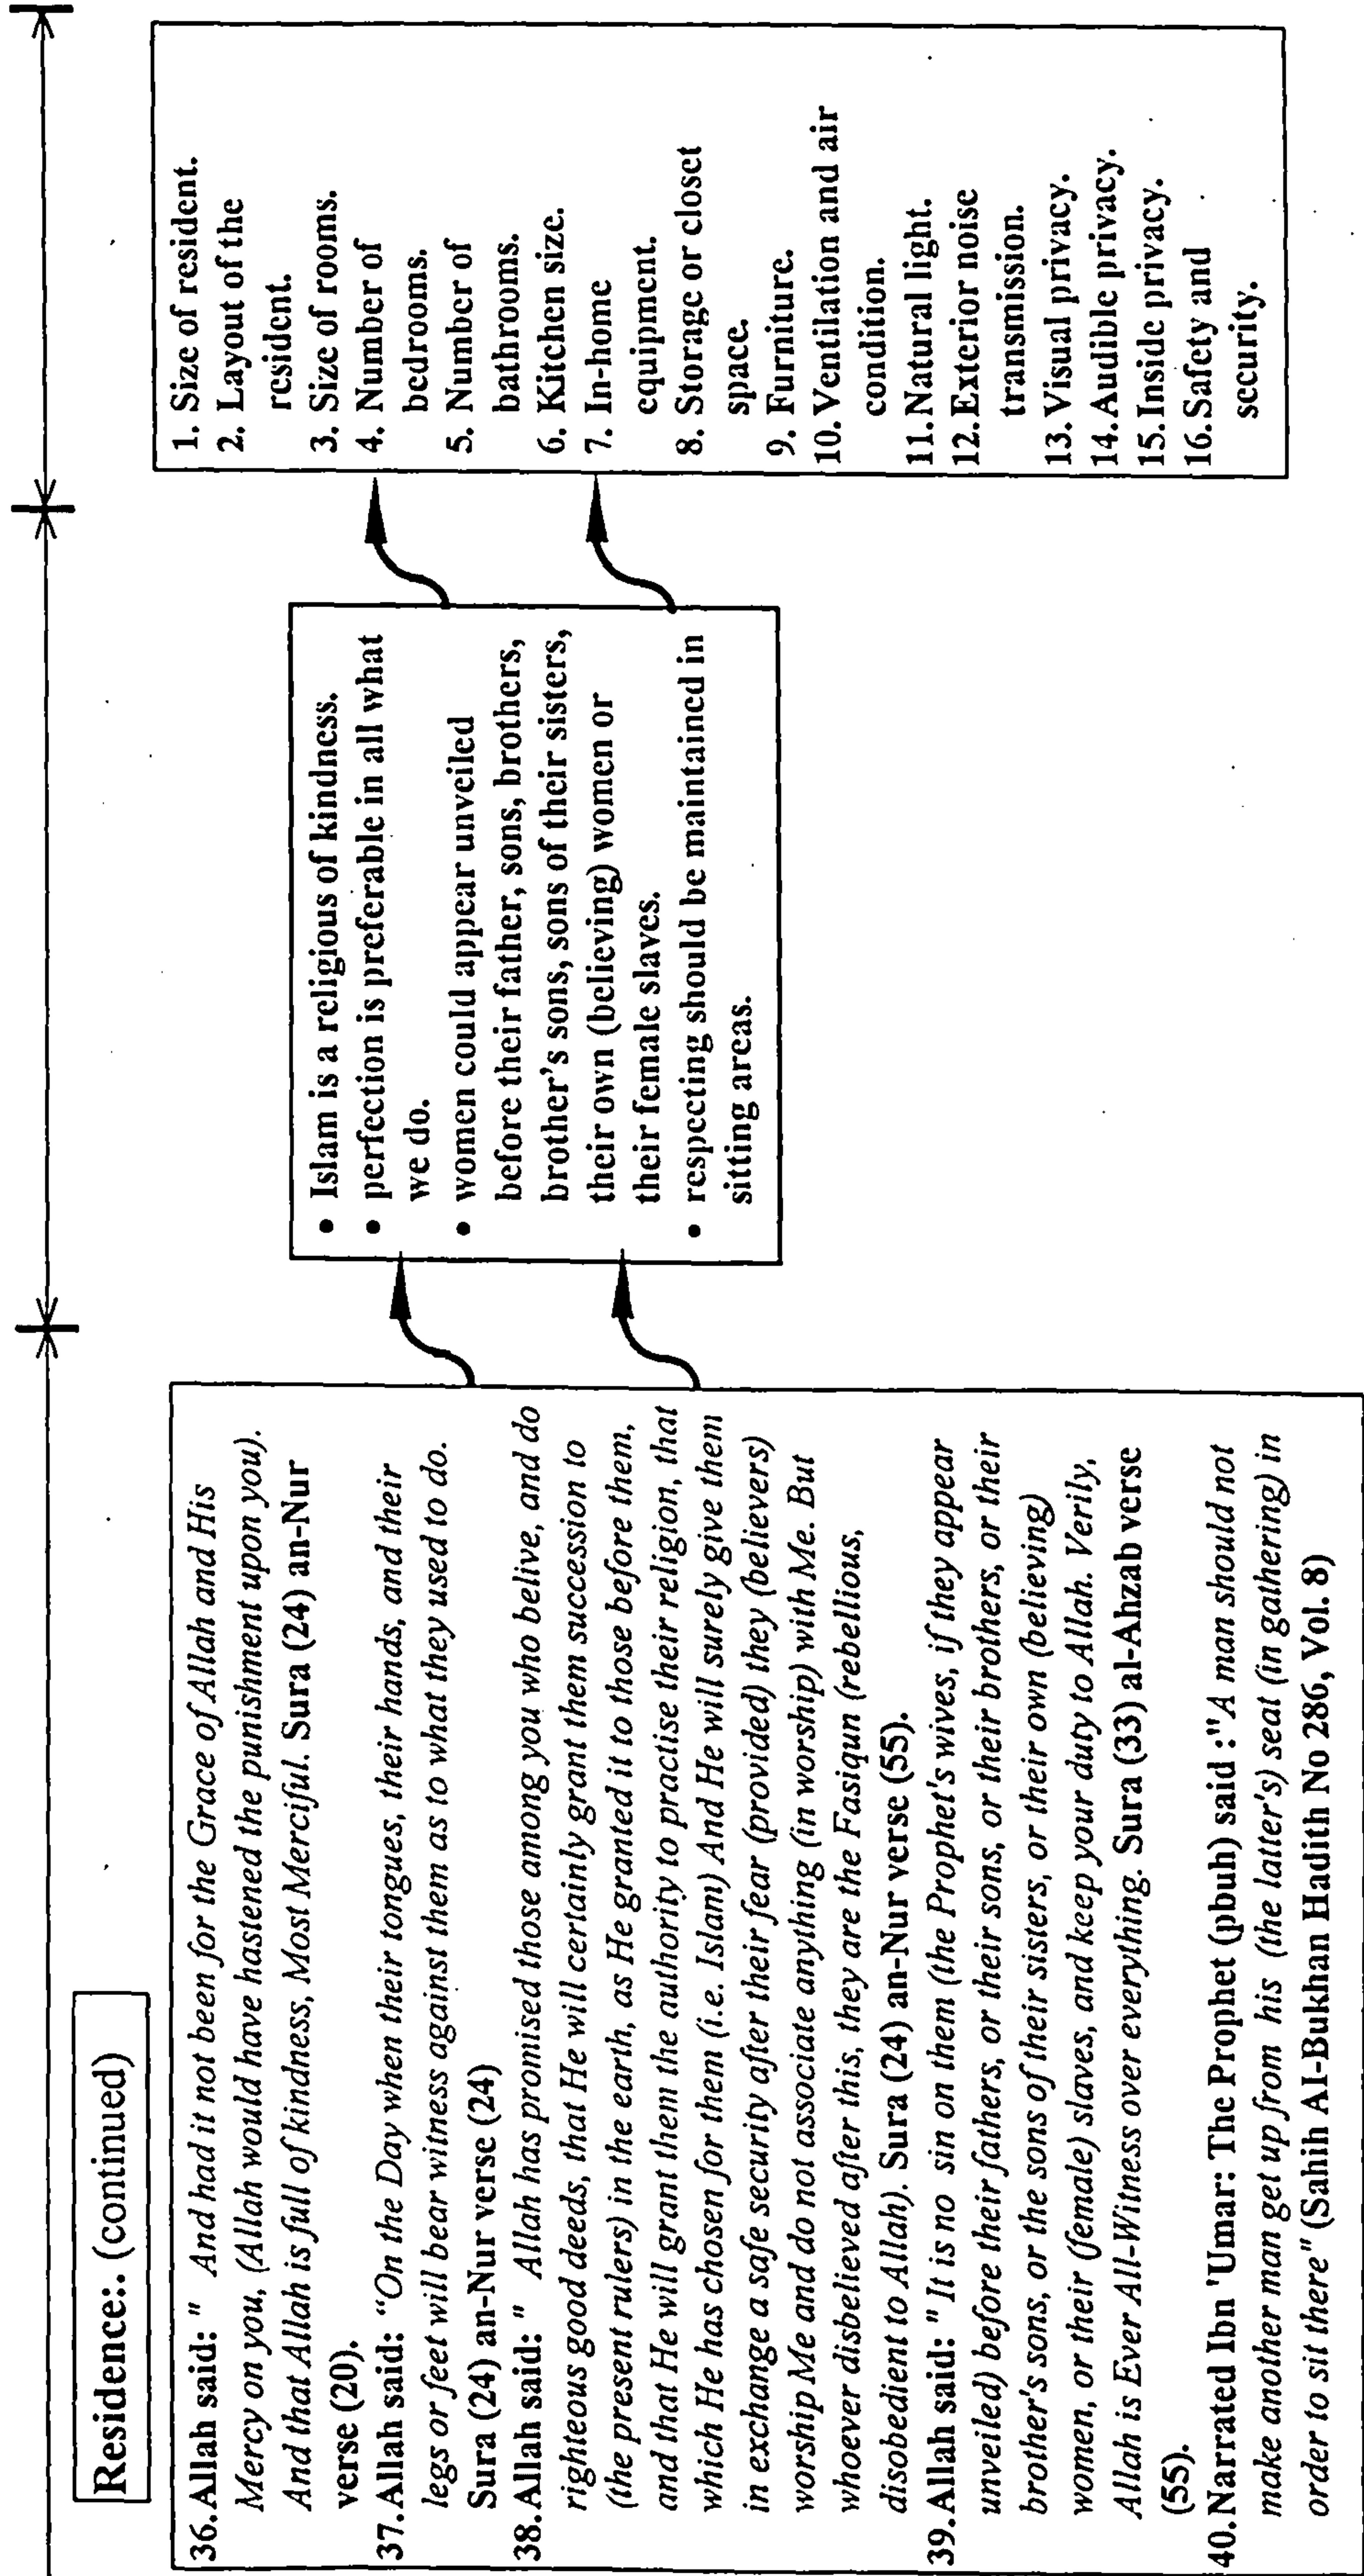 Residence:. (continued)
36. Allah said: " And had it not been for the Grace of Allah and His
Mercy on you, (Allah would have hastened the punishment upon you).
And that Allah is full of kindness, Most Merciful. Sura (24) an-Nur
verse (20).
37. Allah said: “On the Day when their tongues, their hands, and their
legs or feet will bear witness against them as to what they used to do.
Sura (24) an-Nur verse (24)
38. Allah said: " Allah has promised those among you who belive, and do
righteous good deeds, that He will certainly grant them succession to
(the present rulers) in the earth, as He granted it to those before them,
and that He will grant them the authority to practise their religion, that
which He has chosen for them (i.e. Islam) And He will surely give them
in exchange a safe security after their fear (provided) they (believers)
worship Me and do not associate anything (in worship) with Me. But
whoever disbelieved after this, they are the Fasiqun (rebellious,
disobedient to Allah). Sura (24) an-Nur verse (55).
39. Allah said: "It is no sin on them (the Prophet's wives, if they appear
unveiled) before their fathers, or their sons, or their brothers, or their
brother's sons, or the sons of their sisters, or their own (believing)
women, or their (female) slaves, and keep your duty to Allah. Verily,
Allah is Ever All-Witness over everything. Sura (33) al-Ahzab verse
(55).
40. Narrated Ibn 'Umar: The Prophet (pbuh) said :"A man should not
make another man get up from his (the latter's) seat (in gathering) in
order to sit there" (Sahih Al-Bukhan Hadith No 286, Vol. 8)
• Islam is a religious of kindness.
• perfection is preferable in all what
we do.
• women could appear unveiled
before their father, sons, brothers,
brother's sons, sons of their sisters,
their own (believing) women or
their female slaves.
• respecting should be maintained in
sitting areas.
1. Size of resident.
2. Layout of the
resident.
3. Size of rooms.
4. Number of
bedrooms.
5. Number of
bathrooms.
6. Kitchen size.
7. In-home
equipment.
8. Storage or closet
space.
9. Furniture.
10. Ventilation and air
condition.
11. Natural light.
12. Exterior noise
transmission.
13. Visual privacy.
14. Audible privacy.
15. Inside privacy.
16. Safety and
security.